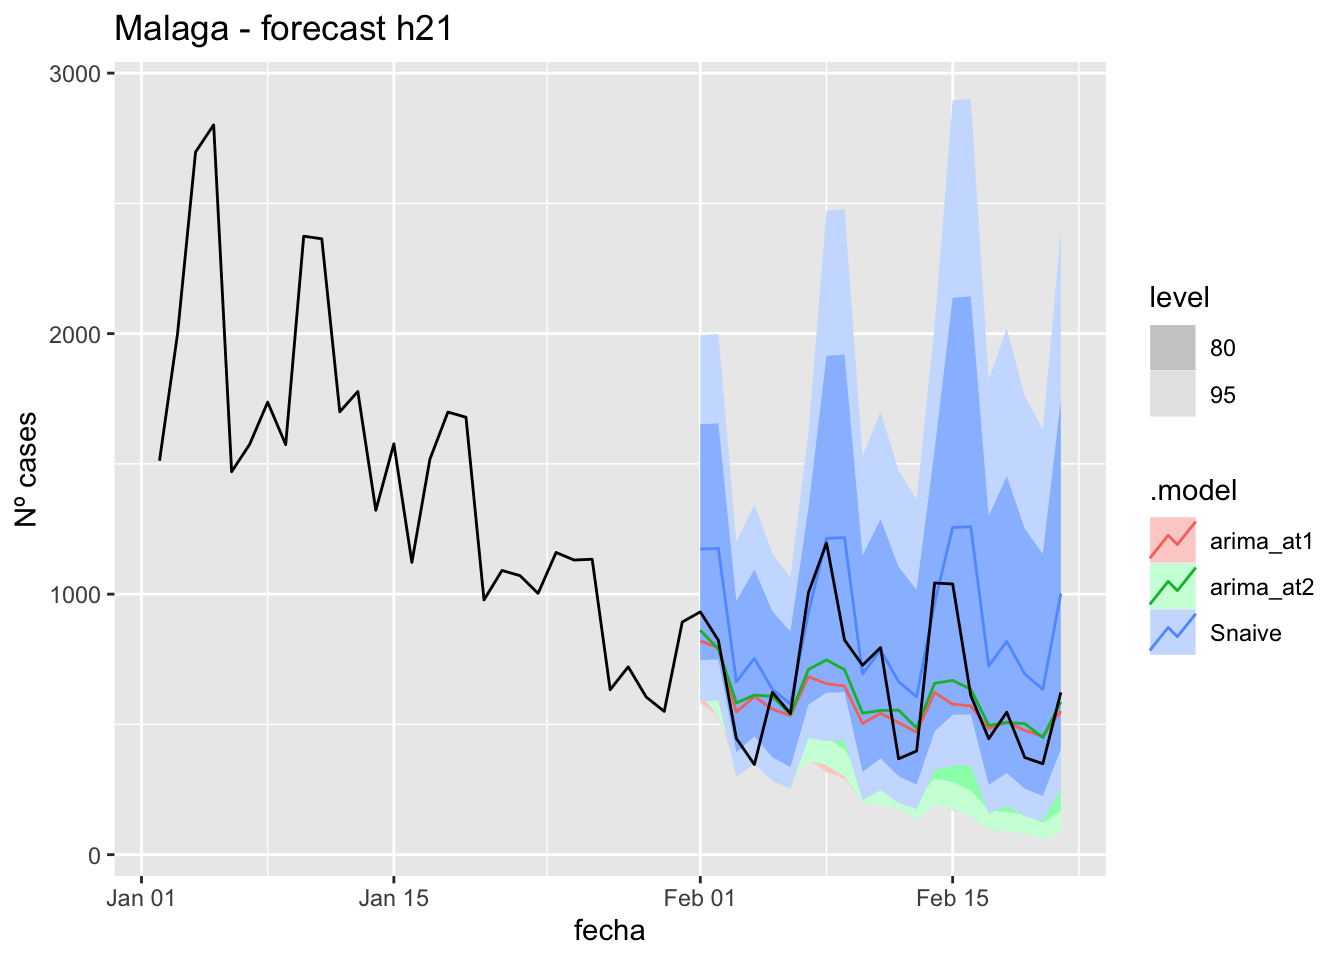 Malaga - forecast h21
3000
2000
1000
0
Nº cases
Jan 01
Jan 15
Feb 01
Feb 15
fecha
level
80
95
.model
arima_at1
arima_at2
Snaive